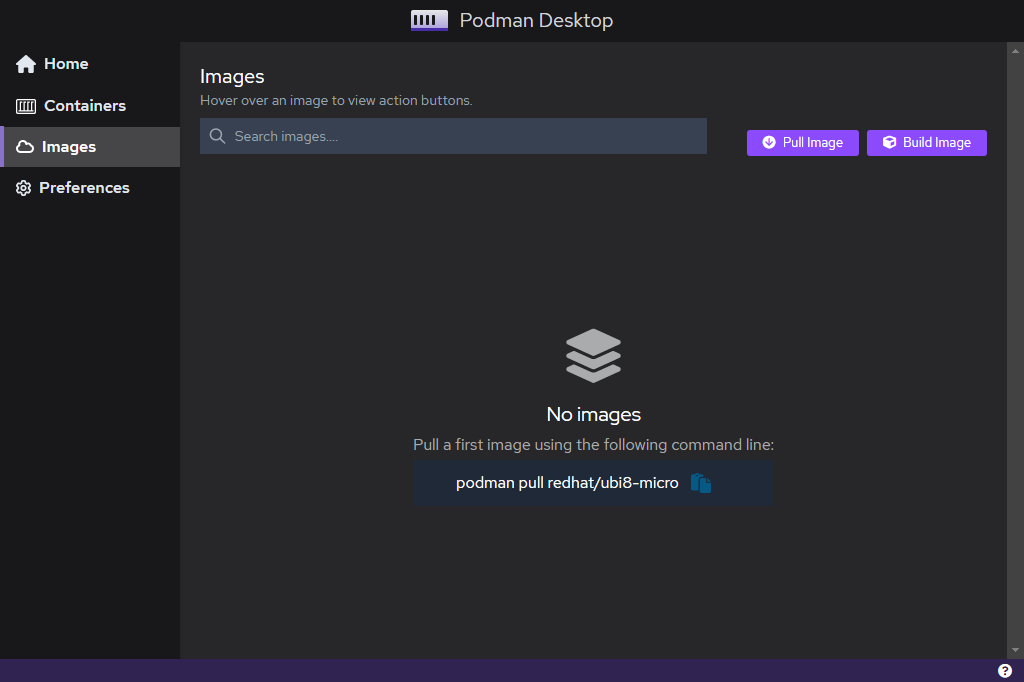 Podman Desktop
Home
Containers
Images
Preferences
Images
Hover over an image to view action buttons.
Search images....
Pull Image
Build Image
No images
Pull a first image using the following command line:
podman pull redhat/ubi8-micro
?